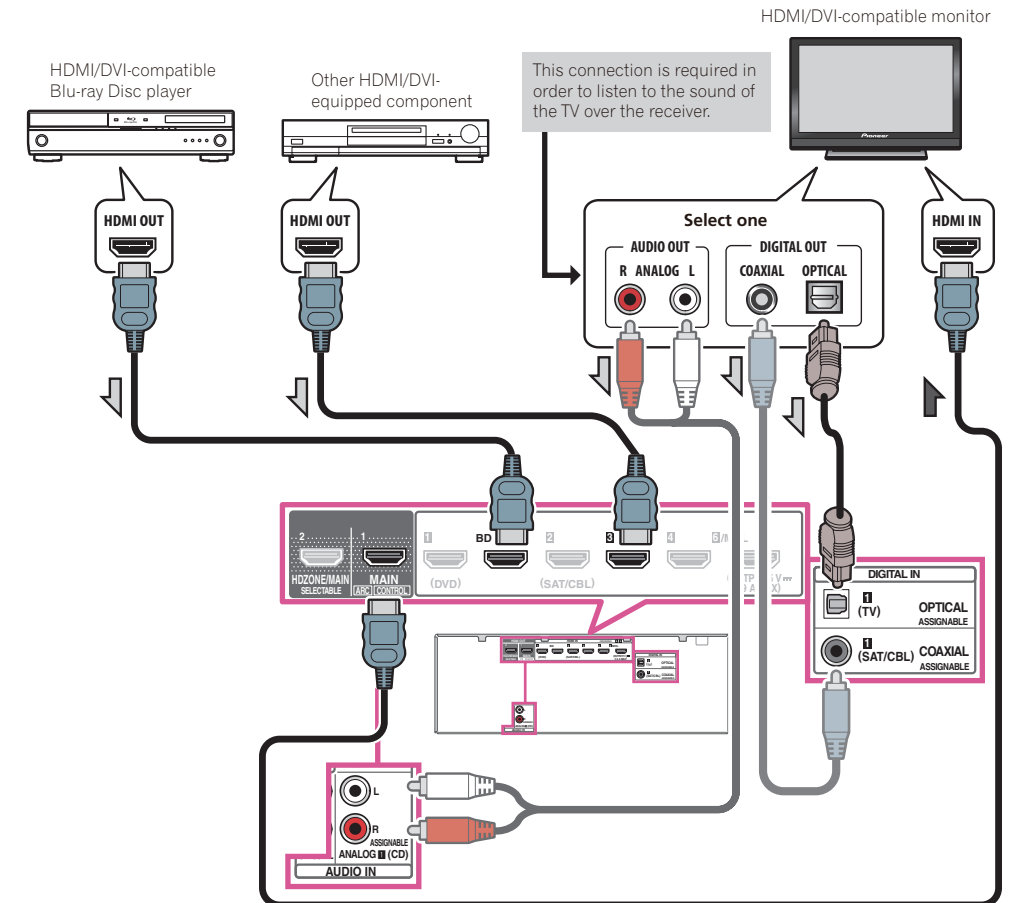 HDMI/DVI-compatible monitor
HDMI/DVI-compatible
Blu-ray Disc player
Other HDMI/DVI-
equipped component
This connection is required in
order to listen to the sound of
the TV over the receiver.
Pioneer
HDMI OUT
HDMI OUT
Select one
AUDIO OUT
R ANALOG L
DIGITAL OUT
COAXIAL OPTICAL
HDMI IN
2
HDZONE/MAIN
SELECTABLE
1
MAIN
ARC CONTROL
1
(DVD)
BD
2
(SAT/CBL)
3
4
DIGITAL IN
1
(TV)
OPTICAL
ASSIGNABLE
1
(SAT/CBL)
COAXIAL
ASSIGNABLE
L
R
ASSIGNABLE
ANALOG 1 (CD)
AUDIO IN